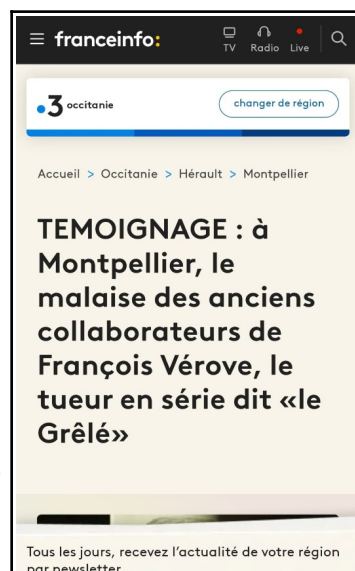 franceinfo:
TV Radio Live
3 occitanie
changer de région
Accueil > Occitanie > Hérault > Montpellier
TEMOIGNAGE : à
Montpellier, le
malaise des anciens
collaborateurs de
François Vérove, le
tueur en série dit «le
Grêlé»
Tous les jours, recevez l’actualité de votre région
par newsletter